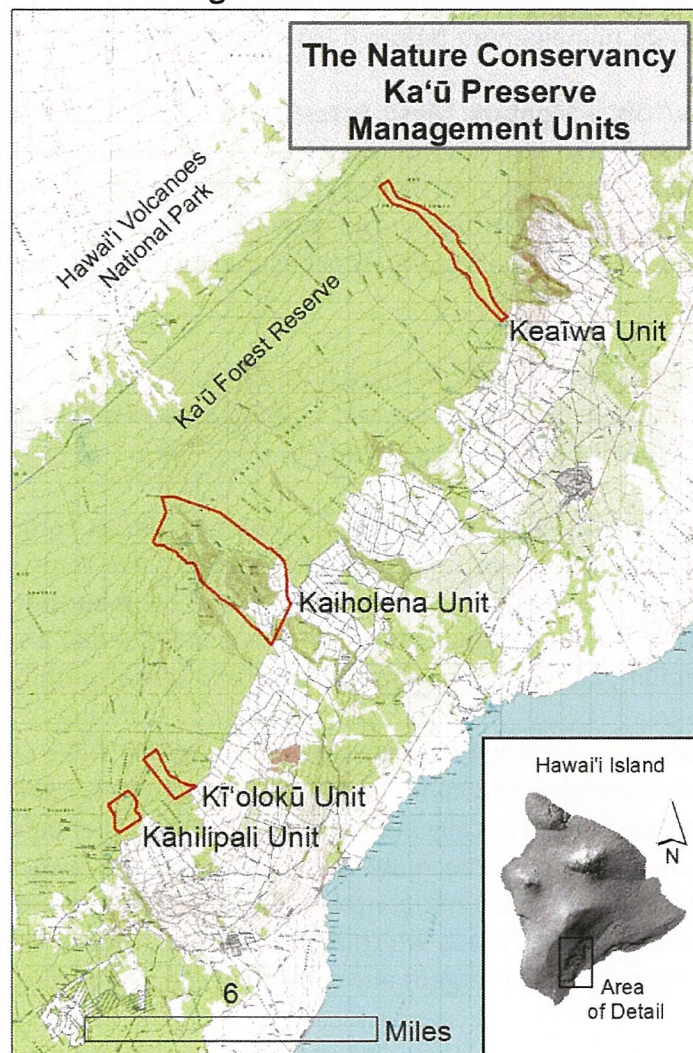 The Nature Conservancy
Ka‘ū Preserve
Management Units
Hawai'i Volcanoes
National Park
Ka'ū Forest Reserve
Keaīwa Unit
Kaiholena Unit
Kī‘olokū Unit
Kāhilipali Unit
Hawai'i Island
N
Area
of Detail
6
Miles